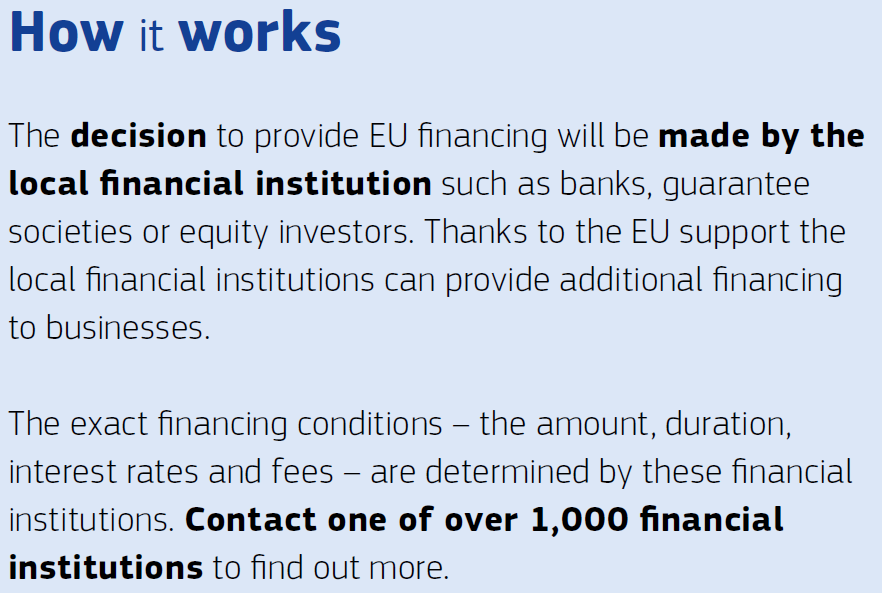 How it works
The decision to provide EU financing will be made by the
local financial institution such as banks, guarantee
societies or equity investors. Thanks to the EU support the
local financial institutions can provide additional financing
to businesses.
The exact financing conditions – the amount, duration,
interest rates and fees – are determined by these financial
institutions. Contact one of over 1,000 financial
institutions to find out more.